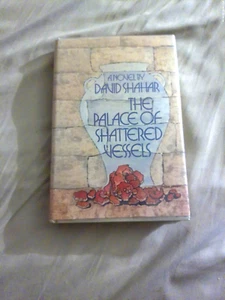 A NOVEL BY
DAVID SHAHAR
THE
PALACE OF
SHATTERED
VESSELS